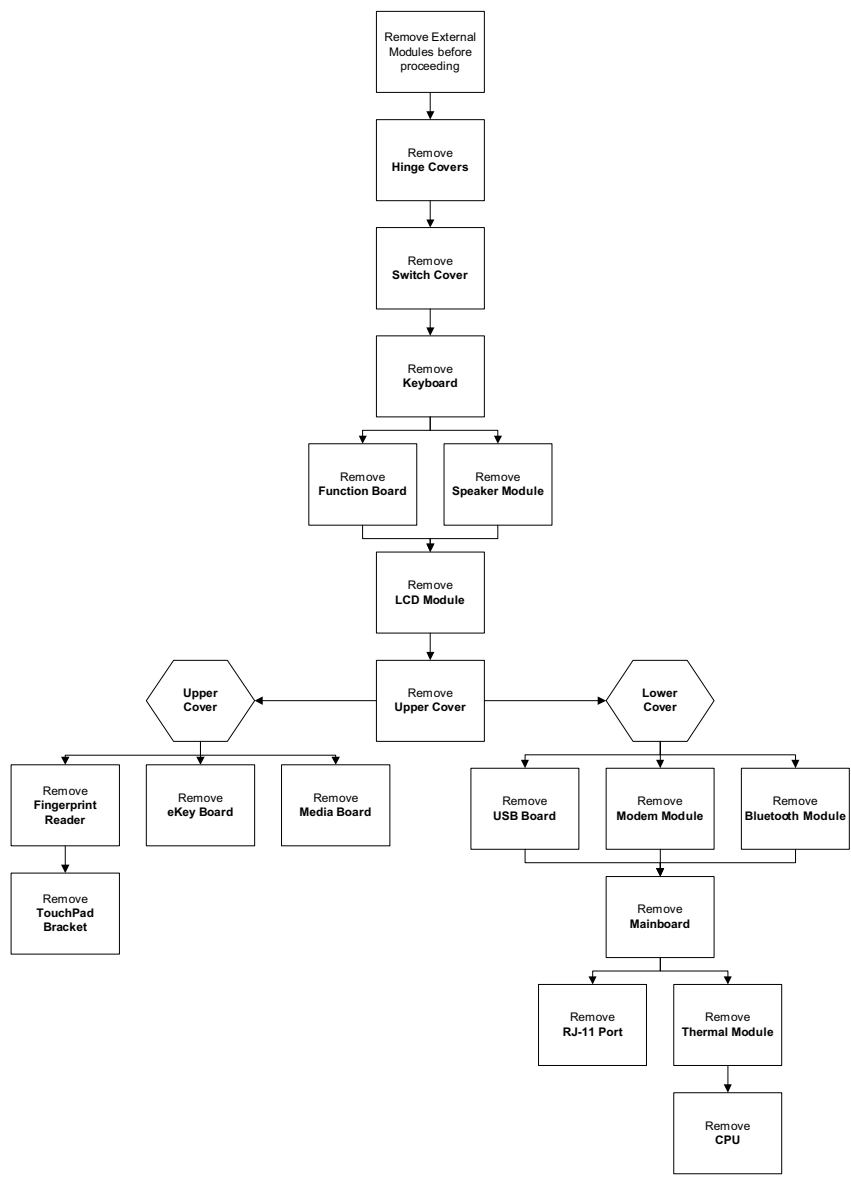 Remove External
Modules before
proceeding
Remove
Hinge Covers
Remove
Switch Cover
Remove
Keyboard
Remove
Function Board
Remove
Speaker Module
Remove
LCD Module
Upper
Cover
Remove
Upper Cover
Lower
Cover
Remove
Fingerprint
Reader
Remove
eKey Board
Remove
Media Board
Remove
USB Board
Remove
Modem Module
Remove
Bluetooth Module
Remove
TouchPad
Bracket
Remove
Mainboard
Remove
RJ-11 Port
Remove
Thermal Module
Remove
CPU